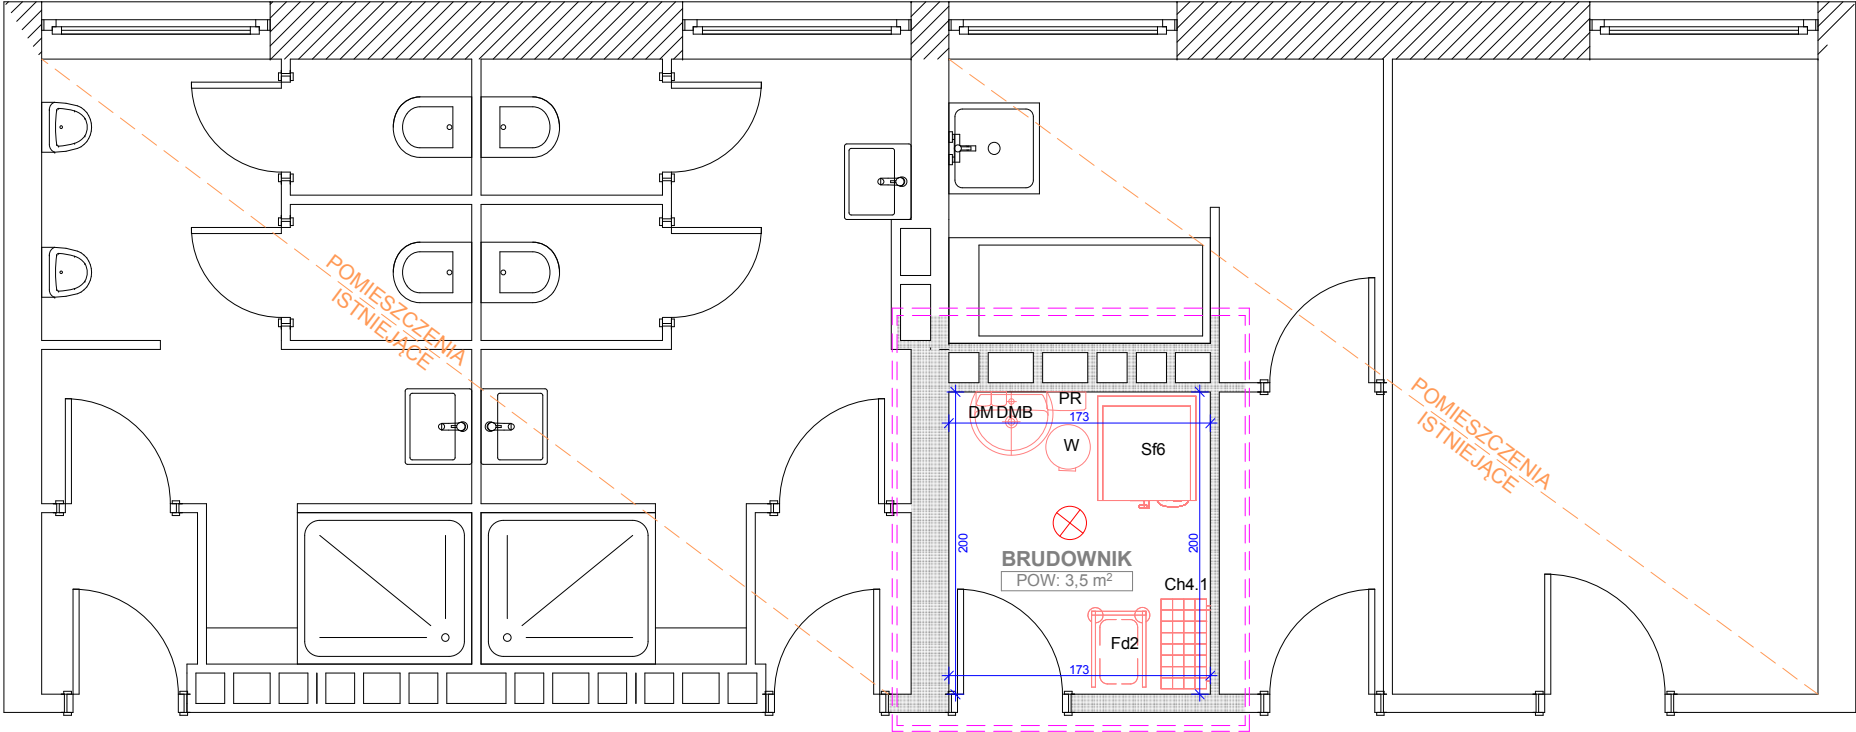 POMIESZCZENIA
ISTNIEJĄCE
POMIESZCZENIA
ISTNIEJĄCE
DM DMB
PR
173
W
Sf6
200
200
BRUDOWNIK
POW: 3,5 m²
Ch4.1
Fd2
173